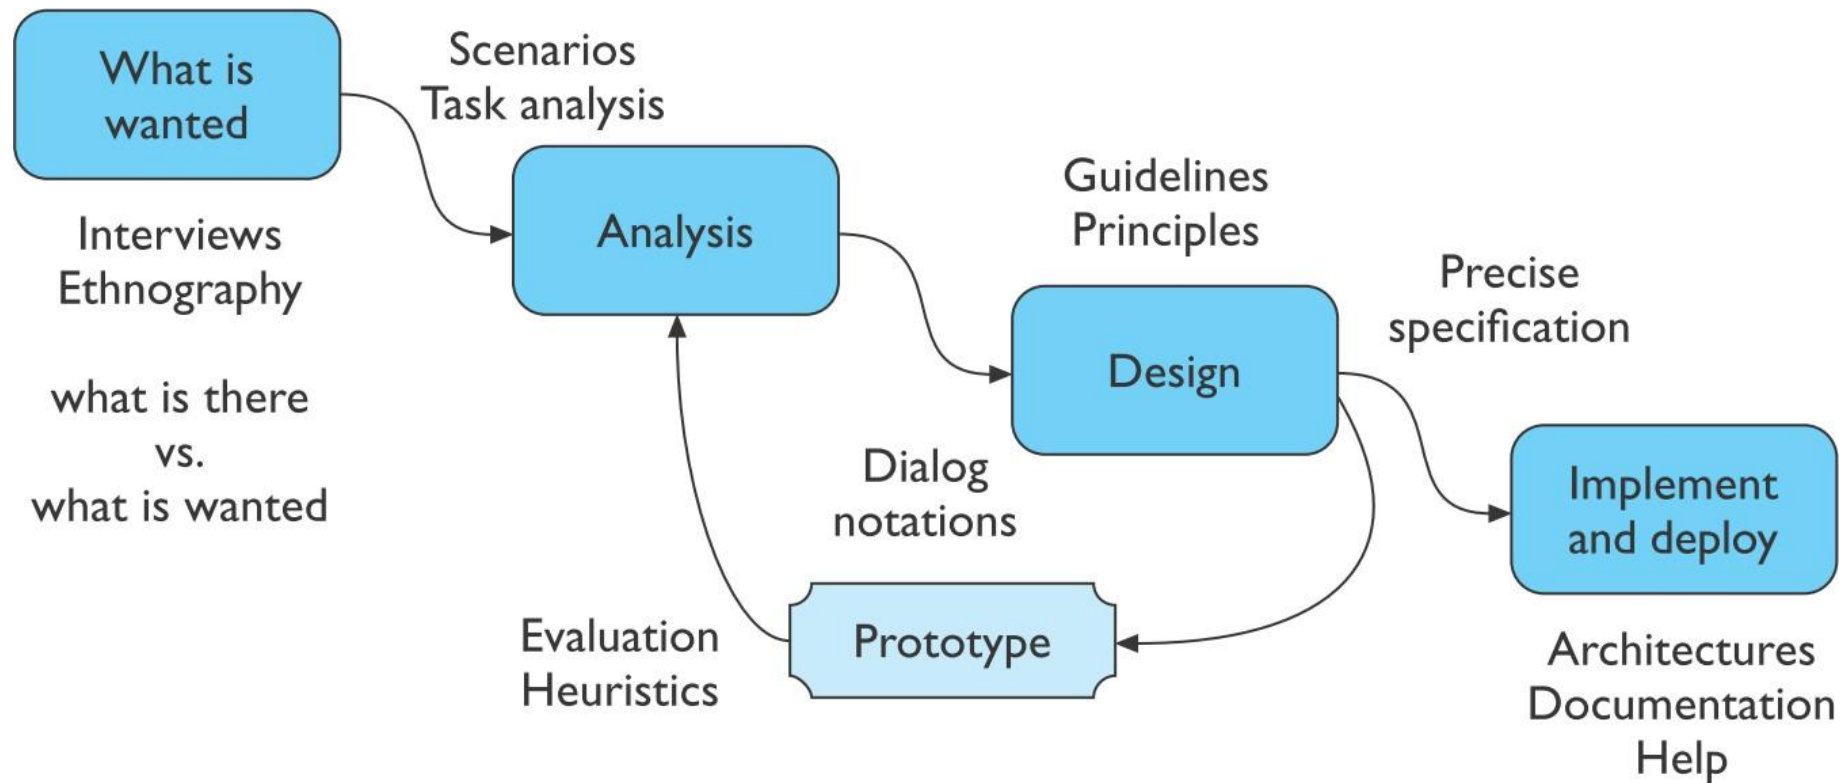 What is
wanted
Interviews
Ethnography
what is there
vs.
what is wanted
Scenarios
Task analysis
Analysis
Guidelines
Principles
Design
Precise
specification
Dialog
notations
Prototype
Evaluation
Heuristics
Implement
and deploy
Architectures
Documentation
Help